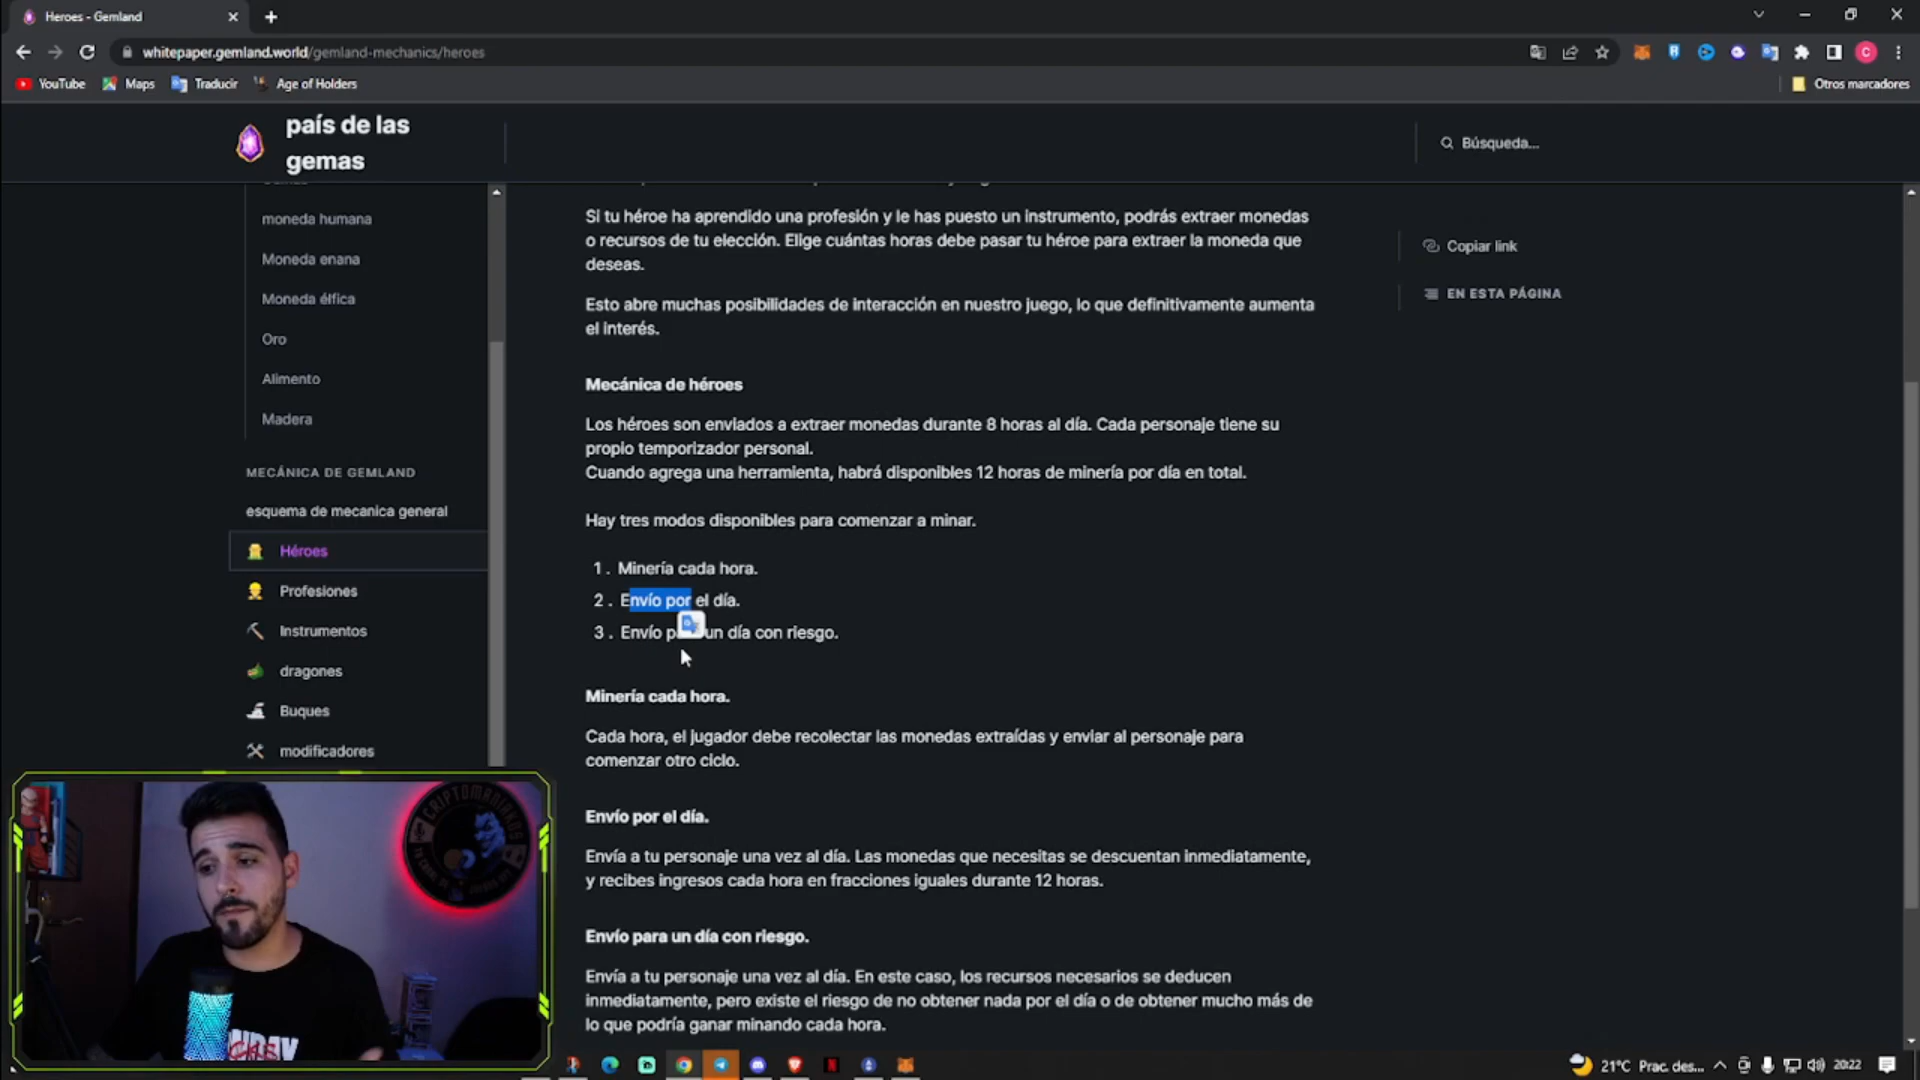 Heroes - Gemland
whitepaper.gemland.world/gemland-mechanics/heroes
YouTube
Maps
Traducir
Age of Holders
Otros marcadores
país de las
gemas
Búsqueda...
moneda humana
Moneda enana
Moneda élfica
Oro
Alimento
Madera
MECÁNICA DE GEMLAND
esquema de mecanica general
Héroes
Profesiones
Instrumentos
dragones
Buques
modificadores
Si tu héroe ha aprendido una profesión y le has puesto un instrumento, podrás extraer monedas
o recursos de tu elección. Elige cuántas horas debe pasar tu héroe para extraer la moneda que
deseas.
Esto abre muchas posibilidades de interacción en nuestro juego, lo que definitivamente aumenta
el interés.
Mecánica de héroes
Los héroes son enviados a extraer monedas durante 8 horas al día. Cada personaje tiene su
propio temporizador personal.
Cuando agrega una herramienta, habrá disponibles 12 horas de minería por día en total.
Hay tres modos disponibles para comenzar a minar.
1. Minería cada hora.
2. Envío por el día.
3. Envío un día con riesgo.
Minería cada hora.
Cada hora, el jugador debe recolectar las monedas extraídas y enviar al personaje para
comenzar otro ciclo.
Envío por el día.
Envía a tu personaje una vez al día. Las monedas que necesitas se descuentan inmediatamente,
y recibes ingresos cada hora en fracciones iguales durante 12 horas.
Envío para un día con riesgo.
Envía a tu personaje una vez al día. En este caso, los recursos necesarios se deducen
inmediatamente, pero existe el riesgo de no obtener nada por el día o de obtener mucho más de
lo que podría ganar minando cada hora.
Copiar link
EN ESTA PÁGINA
CRIPTOMANIAKOS
21°C Prac. des...
20:22